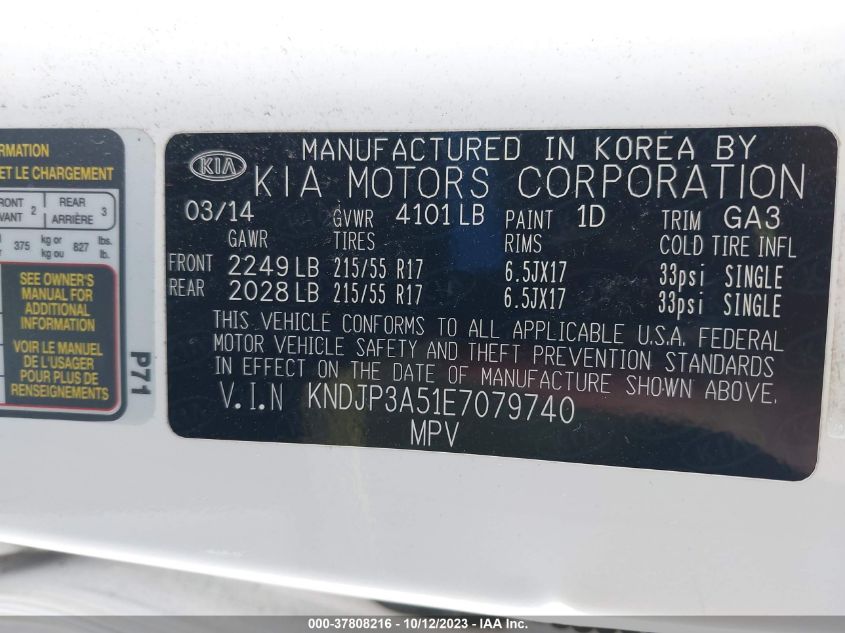 RMATION
ET LE CHARGEMENT
RONT 2 REAR 3
VANT ARRIÈRE
375 kg or 827 lbs.
kg ou lb.
SEE OWNER'S
MANUAL FOR
ADDITIONAL
INFORMATION
VOIR LE MANUEL
DE L'USAGER
POUR PLUS DE
RENSEIGNEMENTS
P71
KIA
MANUFACTURED IN KOREA BY
KIA MOTORS CORPORATION
03/14 GVWR 4101 LB PAINT 1D TRIM GA3
GAWR TIRES RIMS COLD TIRE INFL
FRONT 2249 LB 215/55 R17 6.5JX17 33psi SINGLE
REAR 2028 LB 215/55 R17 6.5JX17 33psi SINGLE
THIS VEHICLE CONFORMS TO ALL APPLICABLE U.S.A. FEDERAL
MOTOR VEHICLE SAFETY AND THEFT PREVENTION STANDARDS
IN EFFECT ON THE DATE OF MANUFACTURE SHOWN ABOVE.
V.I.N KNDJP3A51E7079740
MPV
000-37808216 - 10/12/2023 - IAAI, Inc.